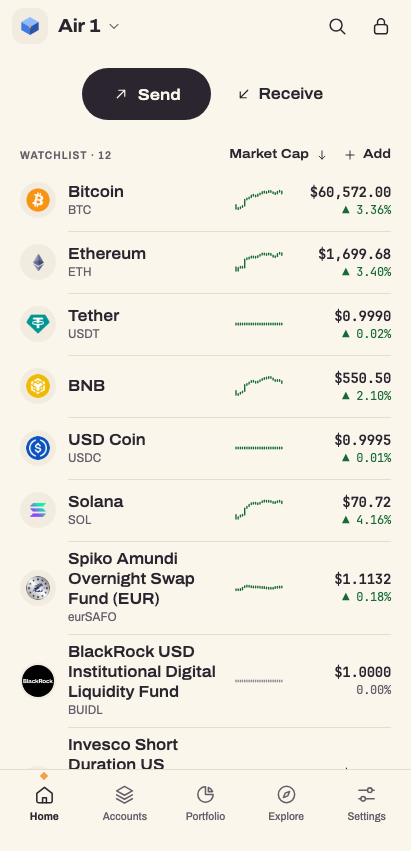 Air 1
Send
Receive
WATCHLIST · 12
Market Cap ↓
+ Add
Bitcoin
BTC
$60,572.00
▲ 3.36%
Ethereum
ETH
$1,699.68
▲ 3.40%
Tether
USDT
$0.9990
▲ 0.02%
BNB
$550.50
▲ 2.10%
USD Coin
USDC
$0.9995
▲ 0.01%
Solana
SOL
$70.72
▲ 4.16%
Spiko Amundi
Overnight Swap
Fund (EUR)
eurSAFO
$1.1132
▲ 0.18%
BlackRock
BlackRock USD
Institutional Digital
Liquidity Fund
BUIDL
$1.0000
0.00%
Invesco Short
Duration US
Home
Accounts
Portfolio
Explore
Settings